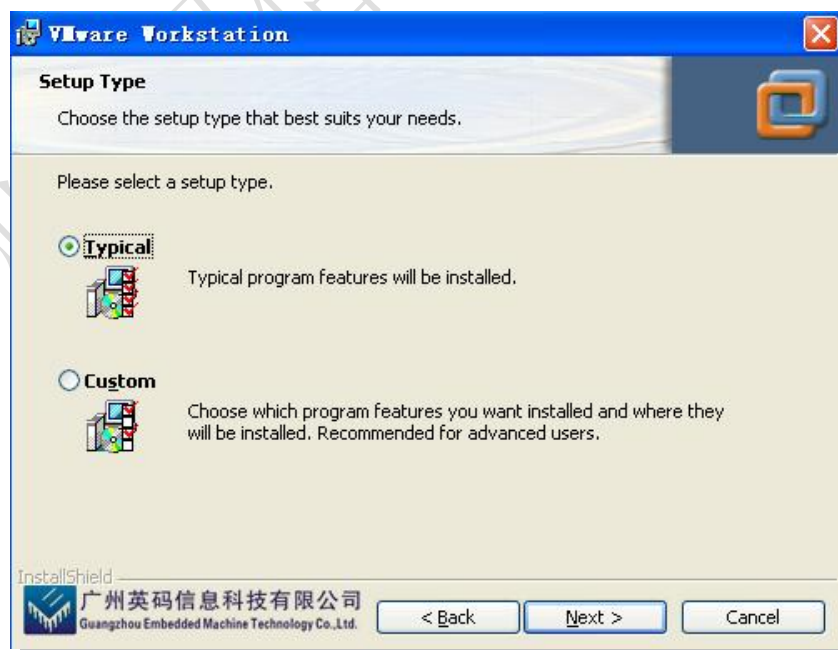 VMware Workstation
Setup Type
Choose the setup type that best suits your needs.
Please select a setup type.
Typical
Typical program features will be installed.
Custom
Choose which program features you want installed and where they
will be installed. Recommended for advanced users.
InstallShield
广州英码信息科技有限公司
Guangzhou Embedded Machine Technology Co.,Ltd.
< Back Next > Cancel